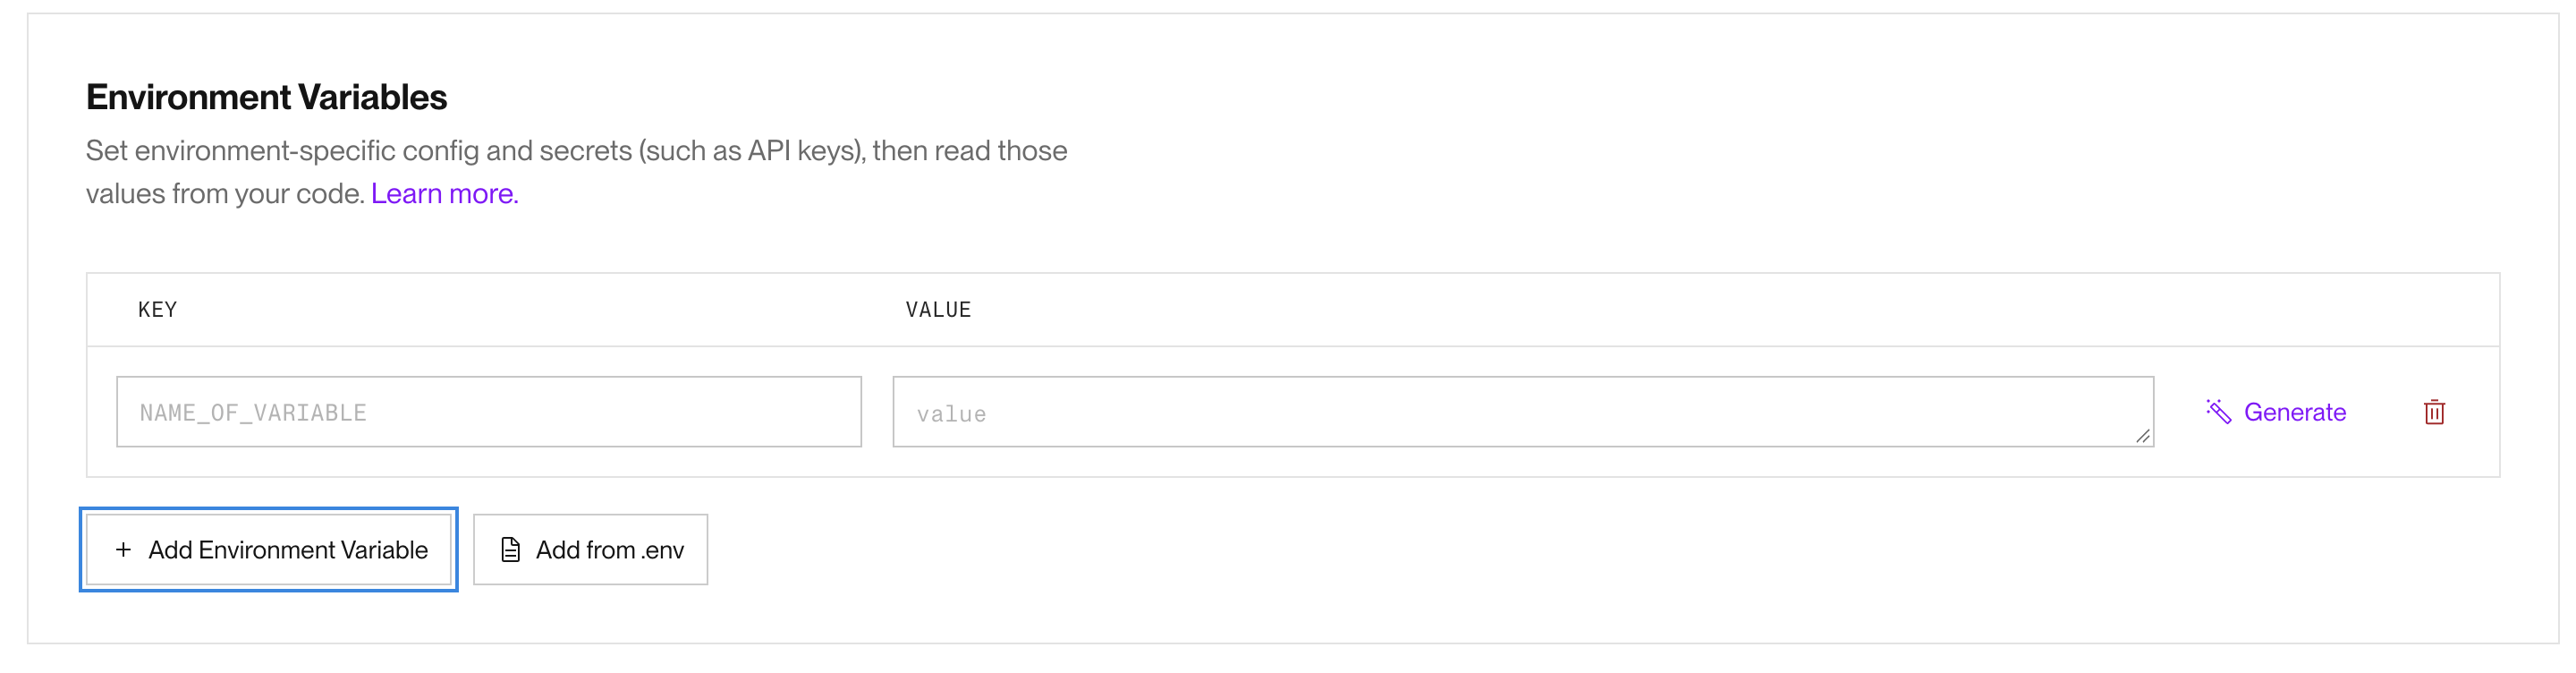 Environment Variables
Set environment-specific config and secrets (such as API keys), then read those
values from your code. Learn more.
KEY VALUE
NAME_OF_VARIABLE value Generate
+ Add Environment Variable Add from .env